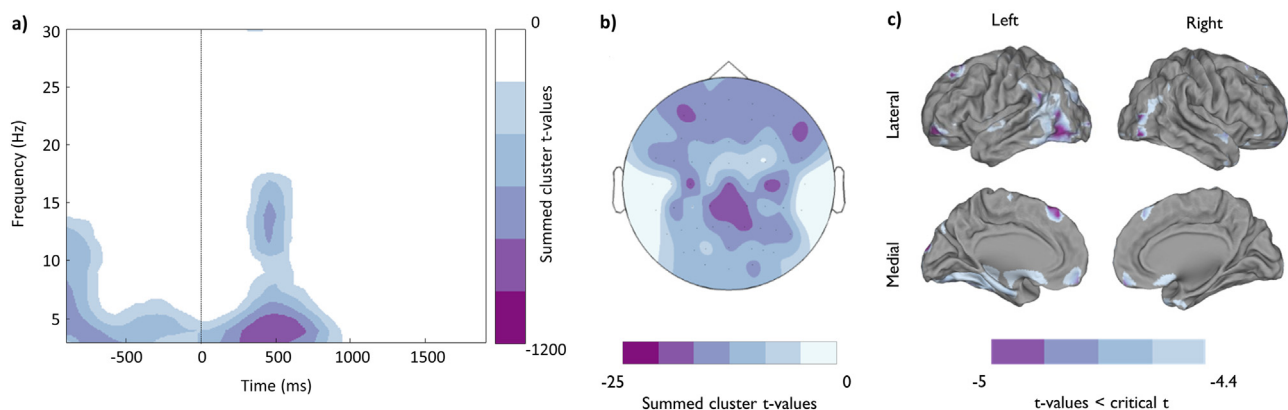 a)
30
25
20
15
10
5
Frequency (Hz)
-500
0
500
1000
1500
Time (ms)
0
-1200
Summed cluster t-values
b)
-25
0
Summed cluster t-values
c)
Left
Right
Lateral
Medial
-5
-4.4
t-values < critical t